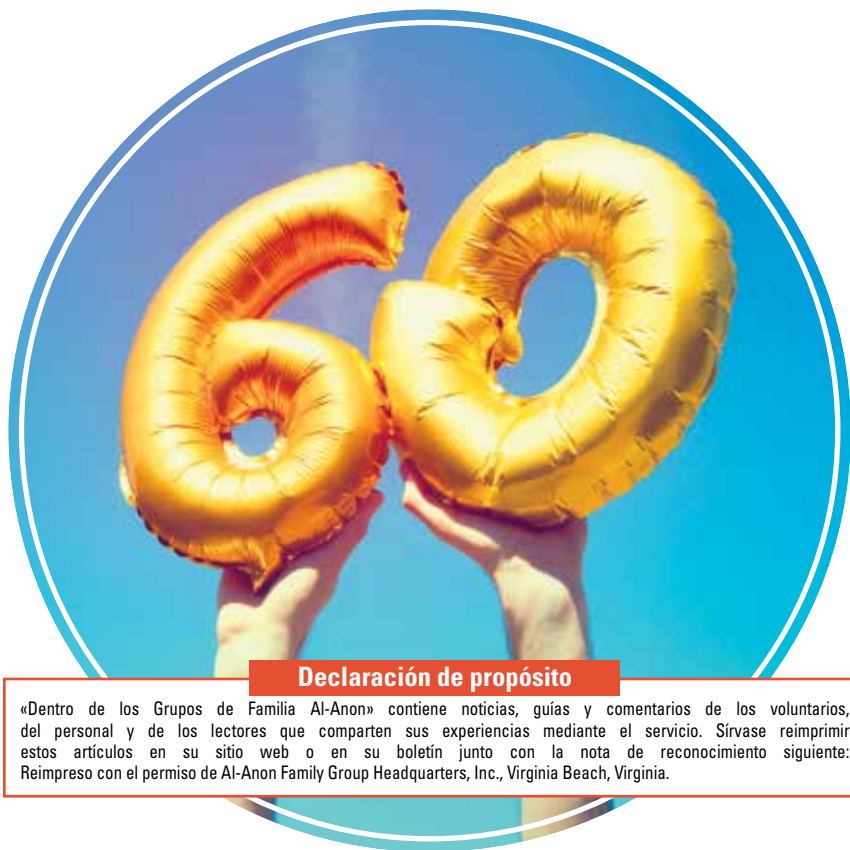 60
Declaración de propósito
«Dentro de los Grupos de Familia Al-Anon» contiene noticias, guías y comentarios de los voluntarios,
del personal y de los lectores que comparten sus experiencias mediante el servicio. Sírvase reimprimir
estos artículos en su sitio web o en su boletín junto con la nota de reconocimiento siguiente:
Reimpreso con el permiso de Al-Anon Family Group Headquarters, Inc., Virginia Beach, Virginia.